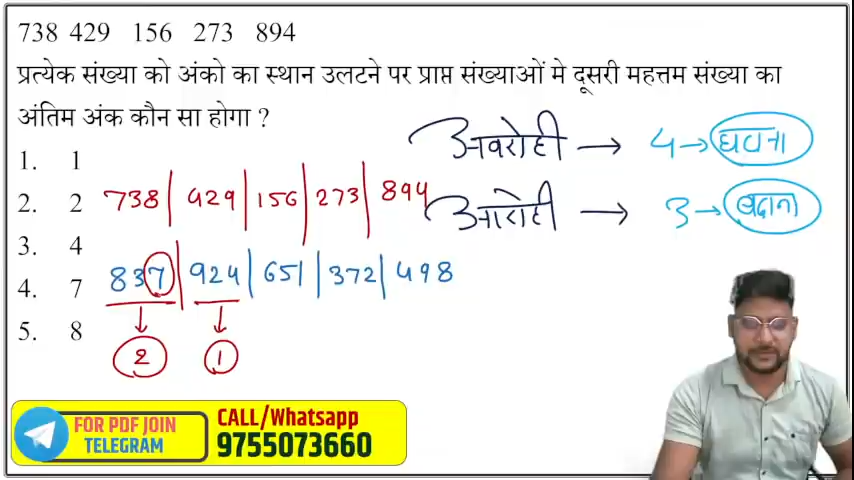 738 429 156 273 894
प्रत्येक संख्या को अंको का स्थान उलटने पर प्राप्त संख्याओं मे दूसरी महत्तम संख्या का
अंतिम अंक कौन सा होगा ?
1. 1
2. 2
3. 4
4. 7
5. 8
अवरोही → 4 → घटना
आरोही → 3 → बढ़ाना
738 | 429 | 156 | 273 | 894
837 | 924 | 651 | 372 | 498
2 1
FOR PDF JOIN
TELEGRAM
CALL/Whatsapp
9755073660